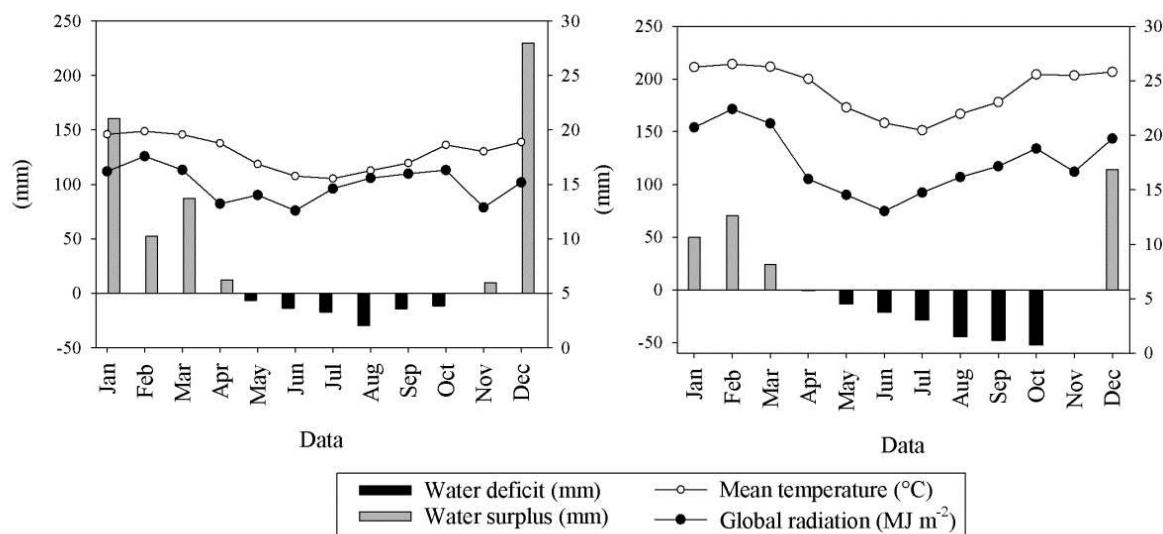 250
200
150
100
50
0
-50
(mm)
30
25
20
15
10
5
0
Jan Feb Mar Apr May Jun Jul Aug Sep Oct Nov Dec
Data
250
200
150
100
50
0
-50
(mm)
30
25
20
15
10
5
0
Jan Feb Mar Apr May Jun Jul Aug Sep Oct Nov Dec
Data
Water deficit (mm)
Water surplus (mm)
Mean temperature (°C)
Global radiation (MJ m⁻²)